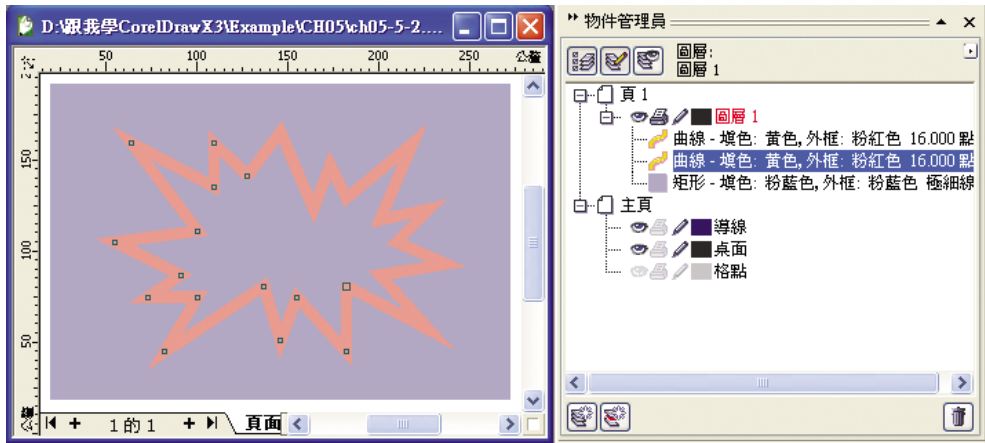 D:\跟我學CorelDrawX3\Example\CH05\ch05-5-2....
50 100 150 200 250 公釐
150
100
50
1 的 1
頁面
物件管理員
圖層:
圖層 1
頁 1
圖層 1
曲線 - 填色: 黃色, 外框: 粉紅色 16.000 點
曲線 - 填色: 黃色, 外框: 粉紅色 16.000 點
矩形 - 填色: 粉藍色, 外框: 粉藍色 極細線
主頁
導線
桌面
格點